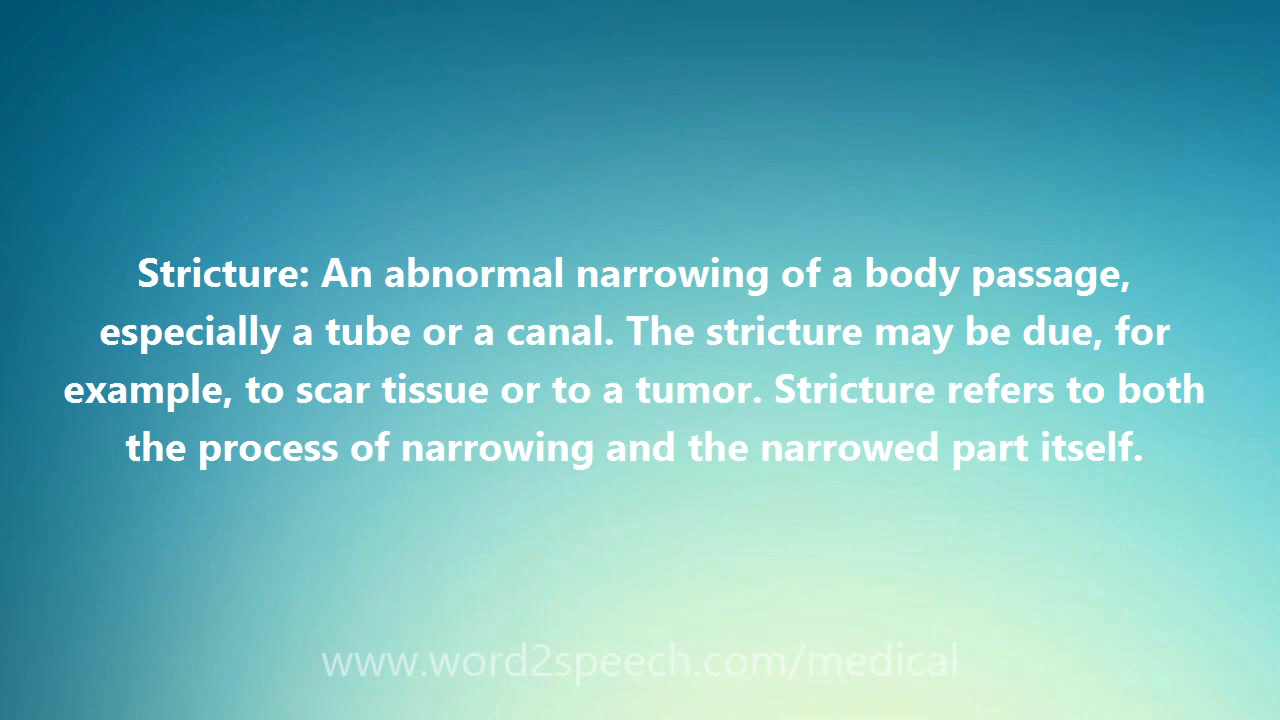 Stricture: An abnormal narrowing of a body passage,
especially a tube or a canal. The stricture may be due, for
example, to scar tissue or to a tumor. Stricture refers to both
the process of narrowing and the narrowed part itself.
www.word2speech.com/medical